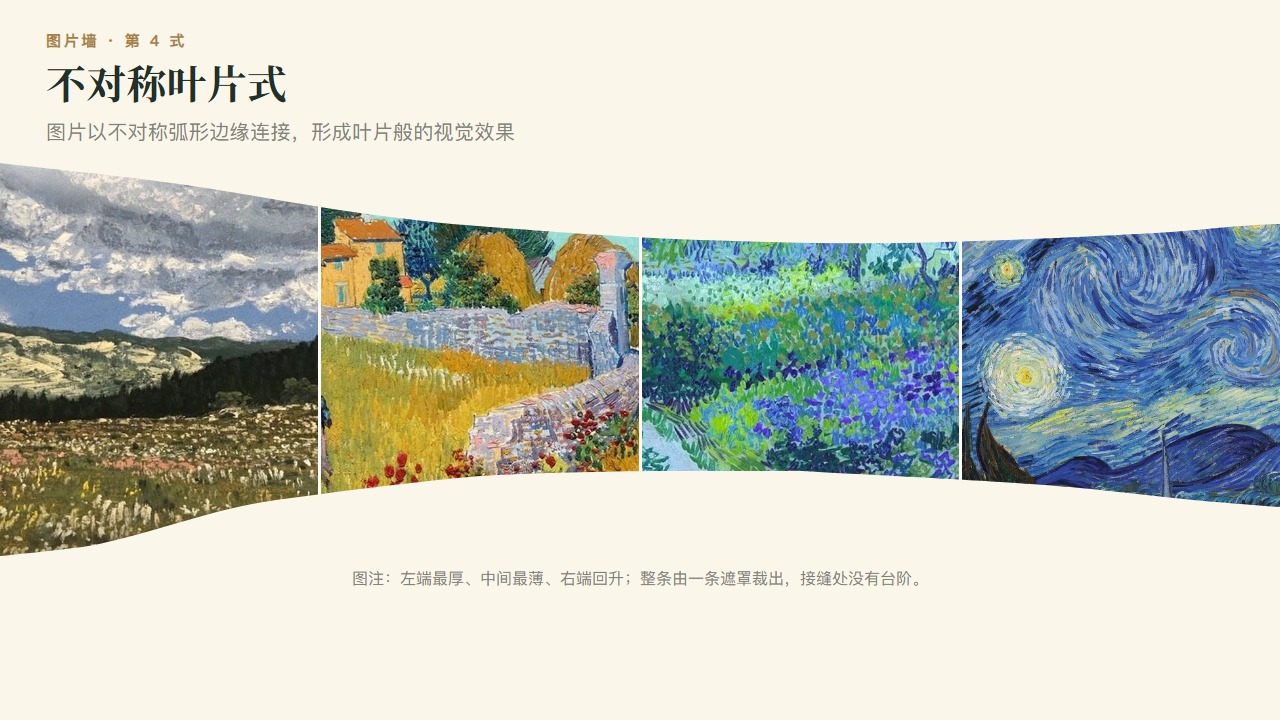 图片墙 · 第 4 式
不对称叶片式
图片以不对称弧形边缘连接，形成叶片般的视觉效果
图注：左端最厚、中间最薄、右端回升；整条由一条遮罩裁出，接缝处没有台阶。